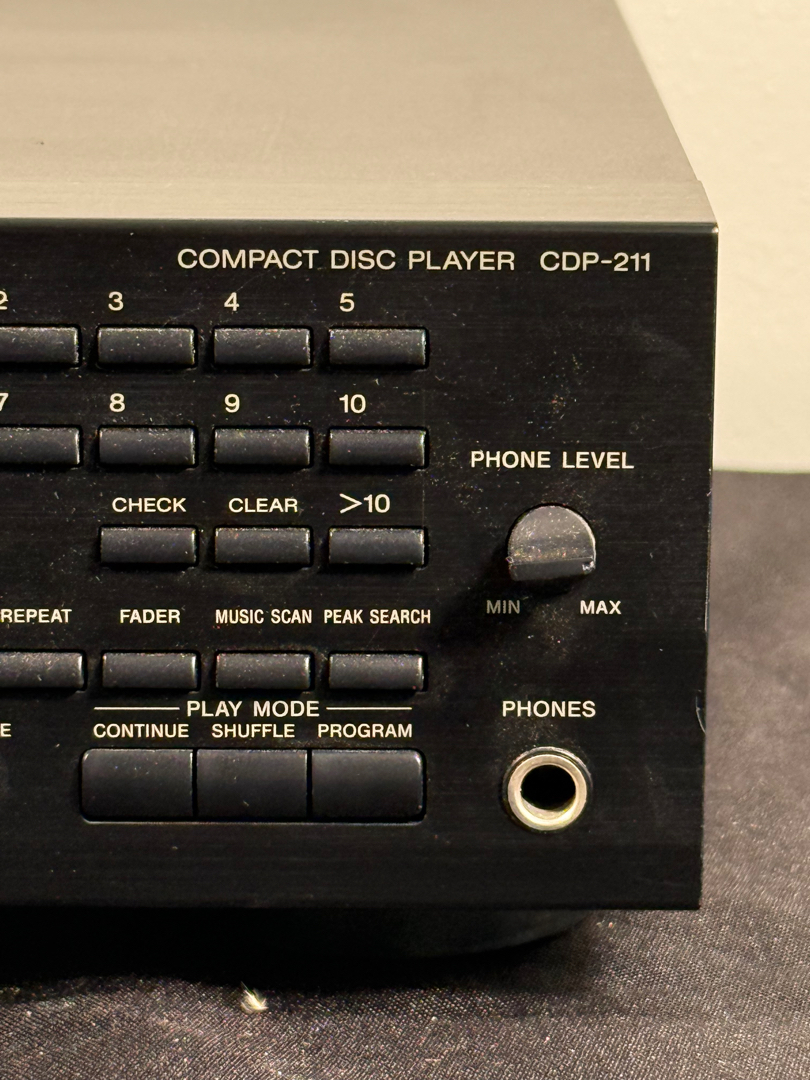 COMPACT DISC PLAYER CDP-211
2 3 4 5
7 8 9 10
PHONE LEVEL
CHECK CLEAR >10
MIN MAX
REPEAT FADER MUSIC SCAN PEAK SEARCH
PLAY MODE
PHONES
E CONTINUE SHUFFLE PROGRAM